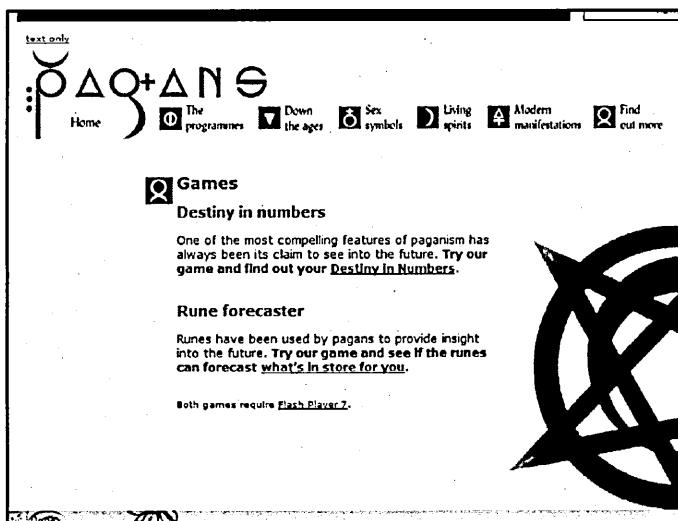 text only
pagans
Home
The programmes
Down the ages
Sex symbols
Living spirits
Modern manifestations
Find out more
Games
Destiny in numbers
One of the most compelling features of paganism has
always been its claim to see into the future. Try our
game and find out your Destiny in Numbers.
Rune forecaster
Runes have been used by pagans to provide insight
into the future. Try our game and see if the runes
can forecast what's in store for you.
Both games require Flash Player 7.